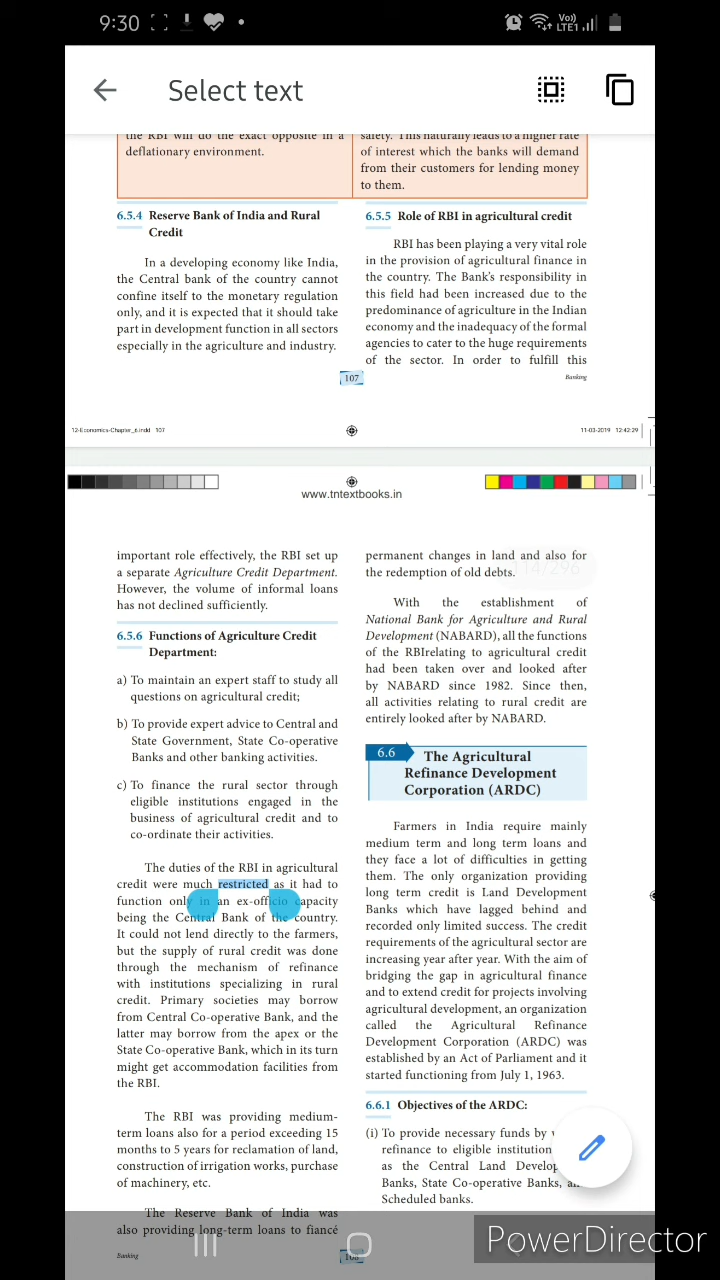 9:30
Vo))
LTE1
Select text
the RBI will do the exact opposite in a
deflationary environment.
safety. This naturally leads to a higher rate
of interest which the banks will demand
from their customers for lending money
to them.
6.5.4 Reserve Bank of India and Rural
Credit
In a developing economy like India,
the Central bank of the country cannot
confine itself to the monetary regulation
only, and it is expected that it should take
part in development function in all sectors
especially in the agriculture and industry.
6.5.5 Role of RBI in agricultural credit
RBI has been playing a very vital role
in the provision of agricultural finance in
the country. The Bank's responsibility in
this field had been increased due to the
predominance of agriculture in the Indian
economy and the inadequacy of the formal
agencies to cater to the huge requirements
of the sector. In order to fulfill this
107
Banking
12-Economics-Chapter_6.indd 107
11-03-2019 12:42:29
www.tntextbooks.in
114/296
important role effectively, the RBI set up
a separate Agriculture Credit Department.
However, the volume of informal loans
has not declined sufficiently.
6.5.6 Functions of Agriculture Credit
Department:
a) To maintain an expert staff to study all
questions on agricultural credit;
b) To provide expert advice to Central and
State Government, State Co-operative
Banks and other banking activities.
c) To finance the rural sector through
eligible institutions engaged in the
business of agricultural credit and to
co-ordinate their activities.
The duties of the RBI in agricultural
credit were much restricted as it had to
function only in an ex-officio capacity
being the Central Bank of the country.
It could not lend directly to the farmers,
but the supply of rural credit was done
through the mechanism of refinance
with institutions specializing in rural
credit. Primary societies may borrow
from Central Co-operative Bank, and the
latter may borrow from the apex or the
State Co-operative Bank, which in its turn
might get accommodation facilities from
the RBI.
The RBI was providing medium-
term loans also for a period exceeding 15
months to 5 years for reclamation of land,
construction of irrigation works, purchase
of machinery, etc.
The Reserve Bank of India was
also providing long-term loans to fiancé
permanent changes in land and also for
the redemption of old debts.
With the establishment of
National Bank for Agriculture and Rural
Development (NABARD), all the functions
of the RBIrelating to agricultural credit
had been taken over and looked after
by NABARD since 1982. Since then,
all activities relating to rural credit are
entirely looked after by NABARD.
6.6 The Agricultural
Refinance Development
Corporation (ARDC)
Farmers in India require mainly
medium term and long term loans and
they face a lot of difficulties in getting
them. The only organization providing
long term credit is Land Development
Banks which have lagged behind and
recorded only limited success. The credit
requirements of the agricultural sector are
increasing year after year. With the aim of
bridging the gap in agricultural finance
and to extend credit for projects involving
agricultural development, an organization
called the Agricultural Refinance
Development Corporation (ARDC) was
established by an Act of Parliament and it
started functioning from July 1, 1963.
6.6.1 Objectives of the ARDC:
(i) To provide necessary funds by
refinance to eligible institution
as the Central Land Develop
Banks, State Co-operative Banks,
Scheduled banks.
Banking
108
PowerDirector